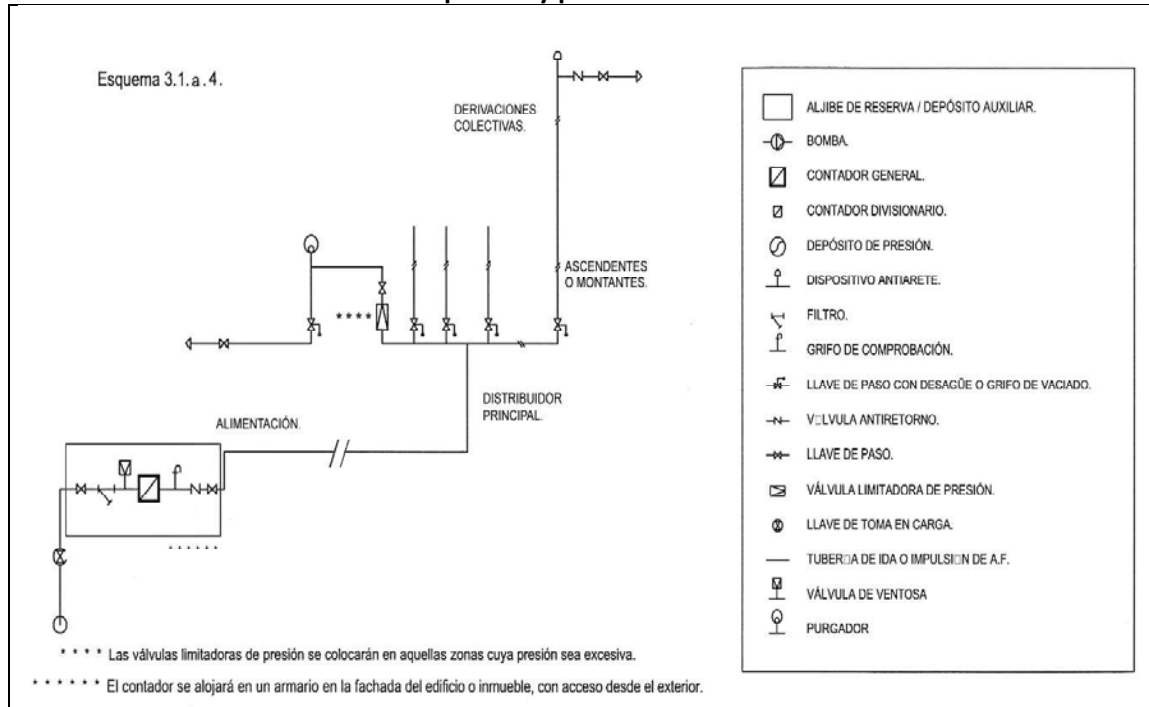 Esquema 3.1.a.4.
DERIVACIONES
COLECTIVAS.
ASCENDENTES
O MONTANTES.
* * * *
DISTRIBUIDOR
PRINCIPAL.
ALIMENTACIÓN.
* * * * * *
* * * * Las válvulas limitadoras de presión se colocarán en aquellas zonas cuya presión sea excesiva.
* * * * * * El contador se alojará en un armario en la fachada del edificio o inmueble, con acceso desde el exterior.
ALJIBE DE RESERVA / DEPÓSITO AUXILIAR.
BOMBA.
CONTADOR GENERAL.
CONTADOR DIVISIONARIO.
DEPÓSITO DE PRESIÓN.
DISPOSITIVO ANTIARETE.
FILTRO.
GRIFO DE COMPROBACIÓN.
LLAVE DE PASO CON DESAGÜE O GRIFO DE VACIADO.
V□LVULA ANTIRETORNO.
LLAVE DE PASO.
VÁLVULA LIMITADORA DE PRESIÓN.
LLAVE DE TOMA EN CARGA.
TUBER□A DE IDA O IMPULSI□N DE A.F.
VÁLVULA DE VENTOSA
PURGADOR